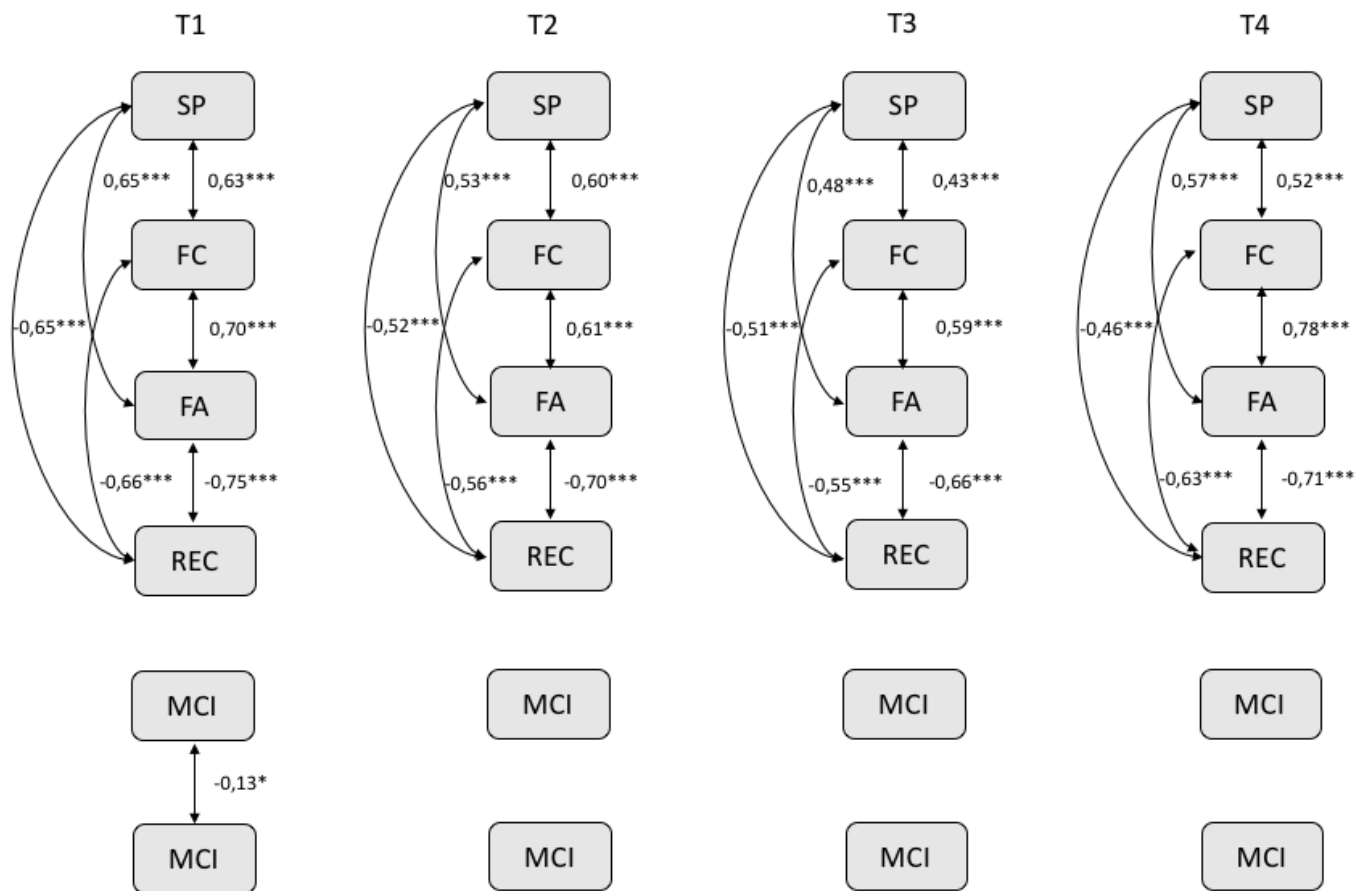 T1 T2 T3 T4
SP SP SP SP
0,65*** 0,63*** 0,53*** 0,60*** 0,48*** 0,43*** 0,57*** 0,52***
FC FC FC FC
-0,65*** 0,70*** -0,52*** 0,61*** -0,51*** 0,59*** -0,46*** 0,78***
FA FA FA FA
-0,66*** -0,75*** -0,56*** -0,70*** -0,55*** -0,66*** -0,63*** -0,71***
REC REC REC REC
MCI MCI MCI MCI
-0,13*
MCI MCI MCI MCI